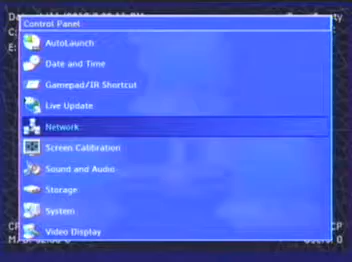 Control Panel
AutoLaunch
Date and Time
Gamepad/IR Shortcut
Live Update
Network
Screen Calibration
Sound and Audio
Storage
System
Video Display